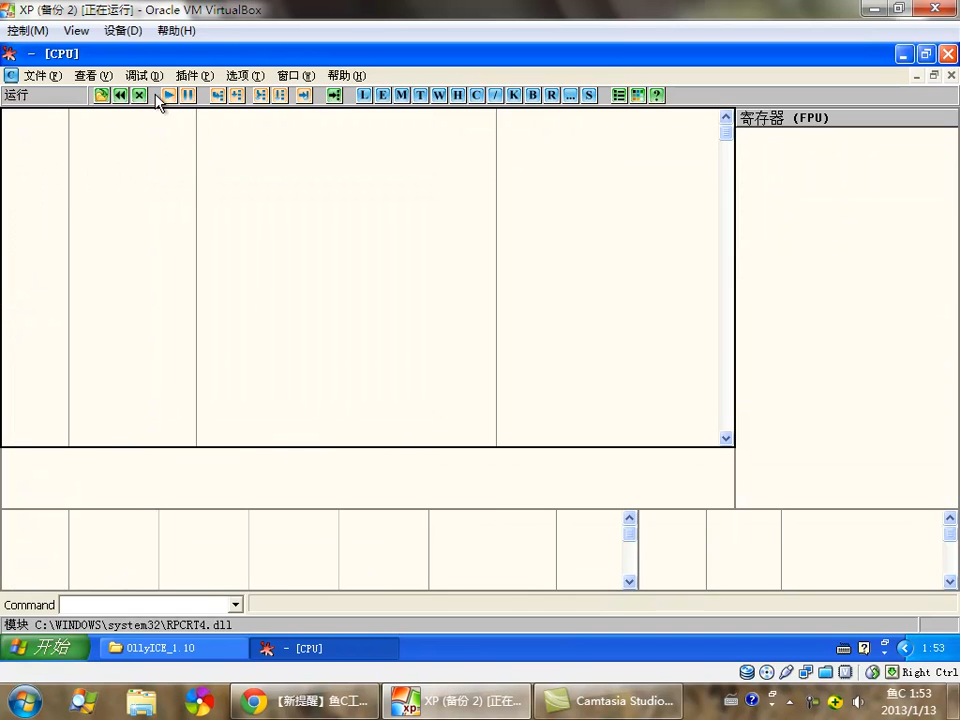 XP (备份 2) [正在运行] - Oracle VM VirtualBox
控制(M) View 设备(D) 帮助(H)
- [CPU]
C 文件(F) 查看(V) 调试(D) 插件(P) 选项(T) 窗口(W) 帮助(H)
运行 L E M T W H C / K B R ... S ?
寄存器 (FPU)
Command
模块 C:\WINDOWS\system32\RPCRT4.dll
开始 OllyICE_1.10 - [CPU] 1:53
Right Ctrl
【新提醒】鱼C工... XP (备份 2) [正在... Camtasia Studio... 鱼C 1:53
2013/1/13